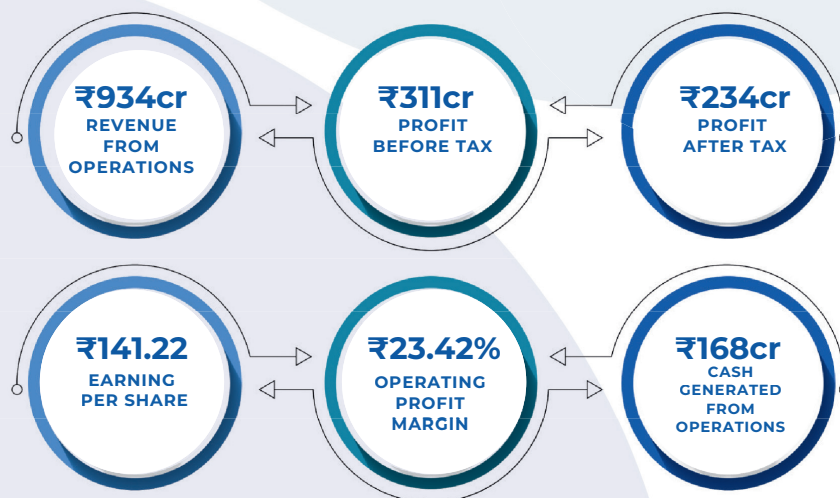 ₹934cr
REVENUE
FROM
OPERATIONS
₹311cr
PROFIT
BEFORE TAX
₹234cr
PROFIT
AFTER TAX
₹141.22
EARNING
PER SHARE
₹23.42%
OPERATING
PROFIT
MARGIN
₹168cr
CASH
GENERATED
FROM
OPERATIONS